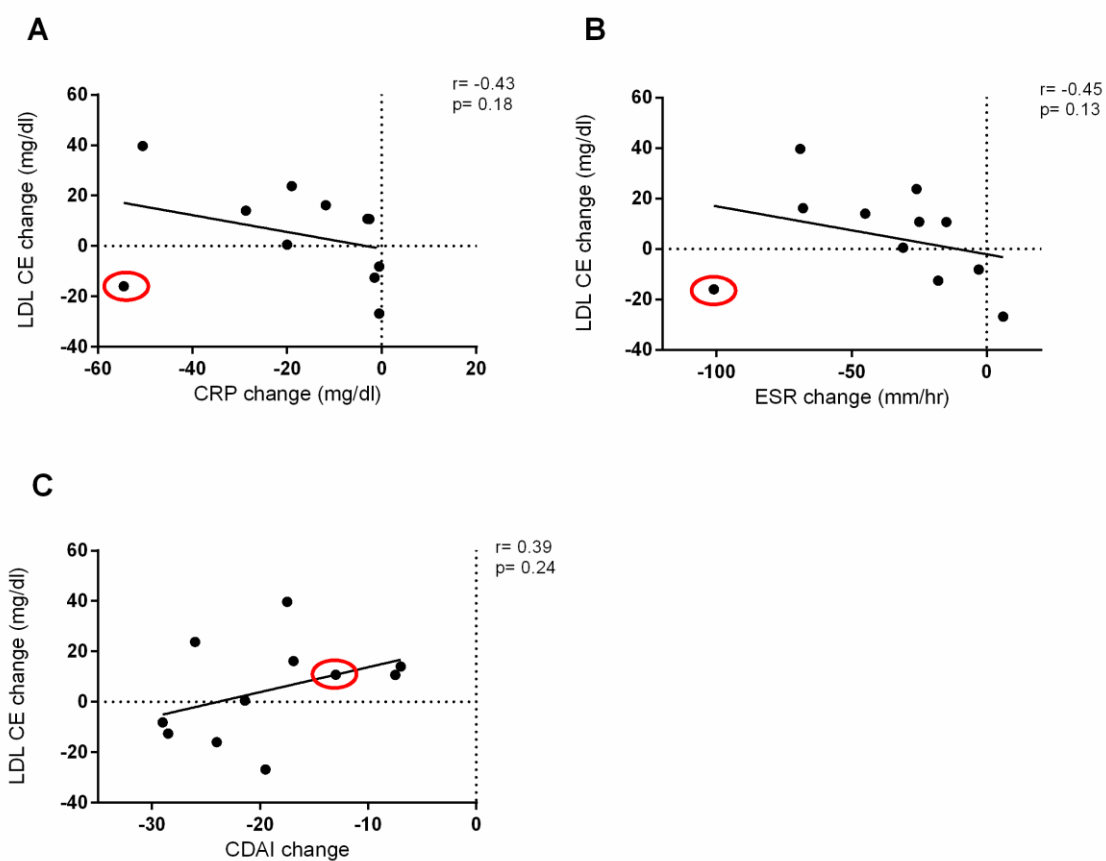 A
r= -0.43
p= 0.18
60
40
20
0
-20
-40
LDL CE change (mg/dl)
-60
-40
-20
0
20
CRP change (mg/dl)
B
r= -0.45
p= 0.13
60
40
20
0
-20
-40
LDL CE change (mg/dl)
-100
-50
0
ESR change (mm/hr)
C
r= 0.39
p= 0.24
60
40
20
0
-20
-40
LDL CE change (mg/dl)
-30
-20
-10
0
CDAI change